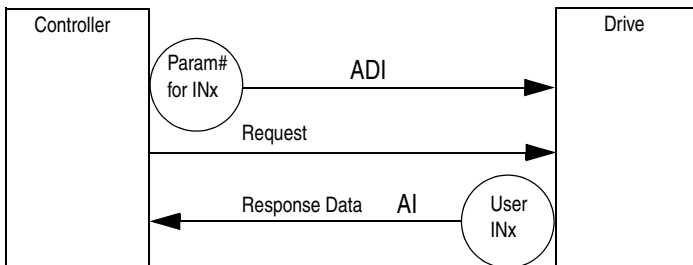 Controller
Drive
Param#
for INx
ADI
Request
Response Data AI
User
INx